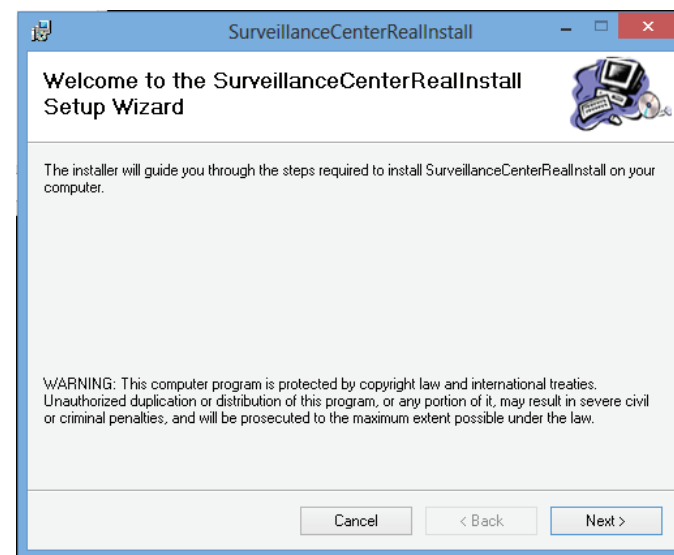 SurveillanceCenterRealInstall
Welcome to the SurveillanceCenterRealInstall
Setup Wizard
The installer will guide you through the steps required to install SurveillanceCenterRealInstall on your
computer.
WARNING: This computer program is protected by copyright law and international treaties.
Unauthorized duplication or distribution of this program, or any portion of it, may result in severe civil
or criminal penalties, and will be prosecuted to the maximum extent possible under the law.
Cancel
< Back
Next >